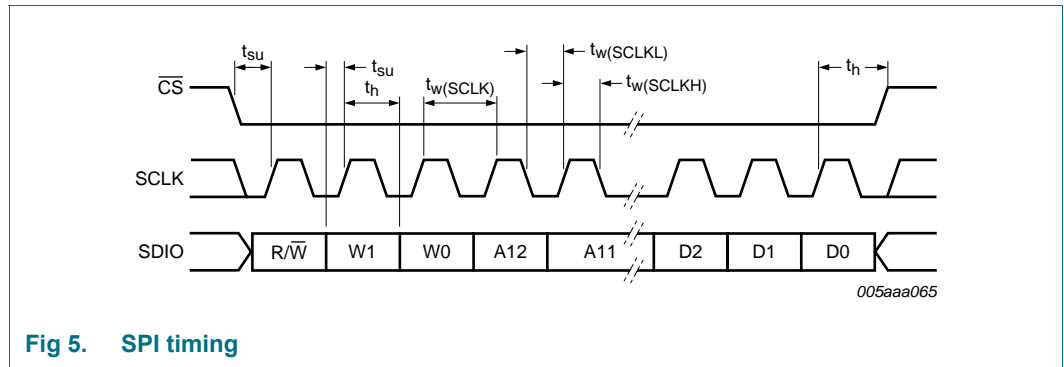 tsu
tsu
tw(SCLKL)
th
th
tw(SCLK)
tw(SCLKH)
CS
SCLK
SDIO
R/W
W1
W0
A12
A11
D2
D1
D0
005aaa065
Fig 5. SPI timing